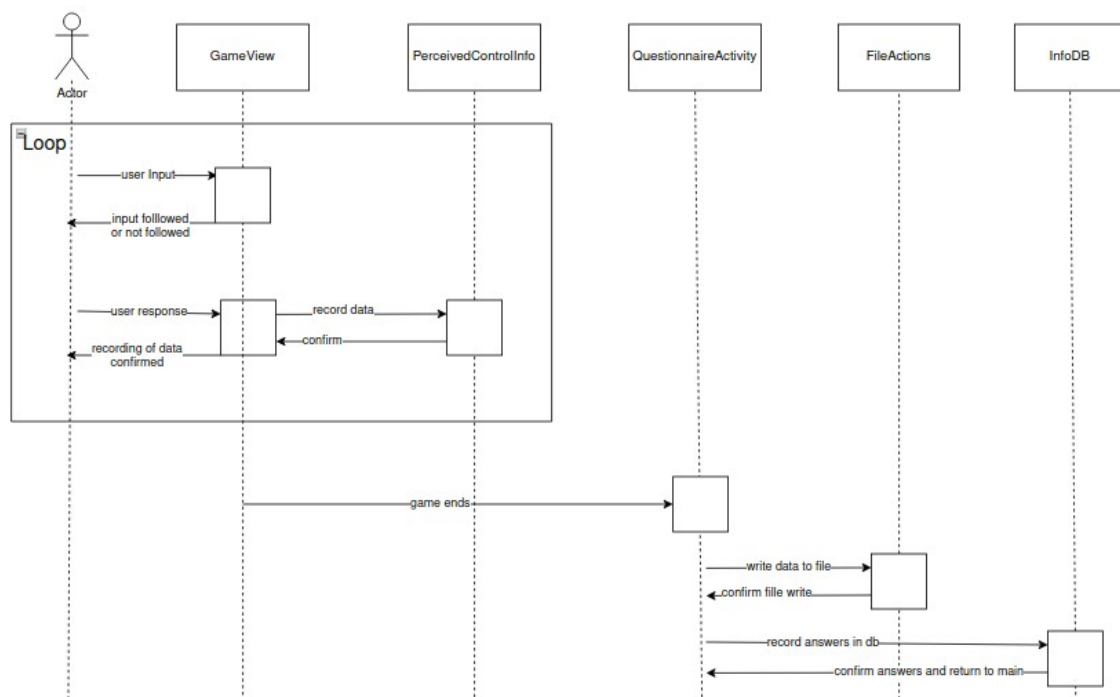 GameView
PerceivedControlInfo
QuestionnaireActivity
FileActions
InfoDB
Actor
Loop
user Input
input folllowed
or not followed
user response
record data
confirm
recording of data
confirmed
game ends
write data to file
confirm fille write
record answers in db
confirm answers and return to main